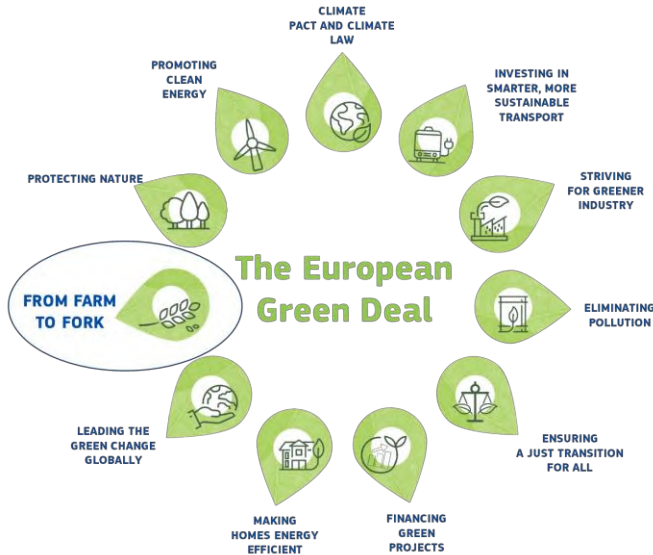 CLIMATE
PACT AND CLIMATE
LAW
PROMOTING
CLEAN
ENERGY
INVESTING IN
SMARTER, MORE
SUSTAINABLE
TRANSPORT
PROTECTING NATURE
STRIVING
FOR GREENER
INDUSTRY
The European
Green Deal
FROM FARM
TO FORK
ELIMINATING
POLLUTION
LEADING THE
GREEN CHANGE
GLOBALLY
ENSURING
A JUST TRANSITION
FOR ALL
MAKING
HOMES ENERGY
EFFICIENT
FINANCING
GREEN
PROJECTS